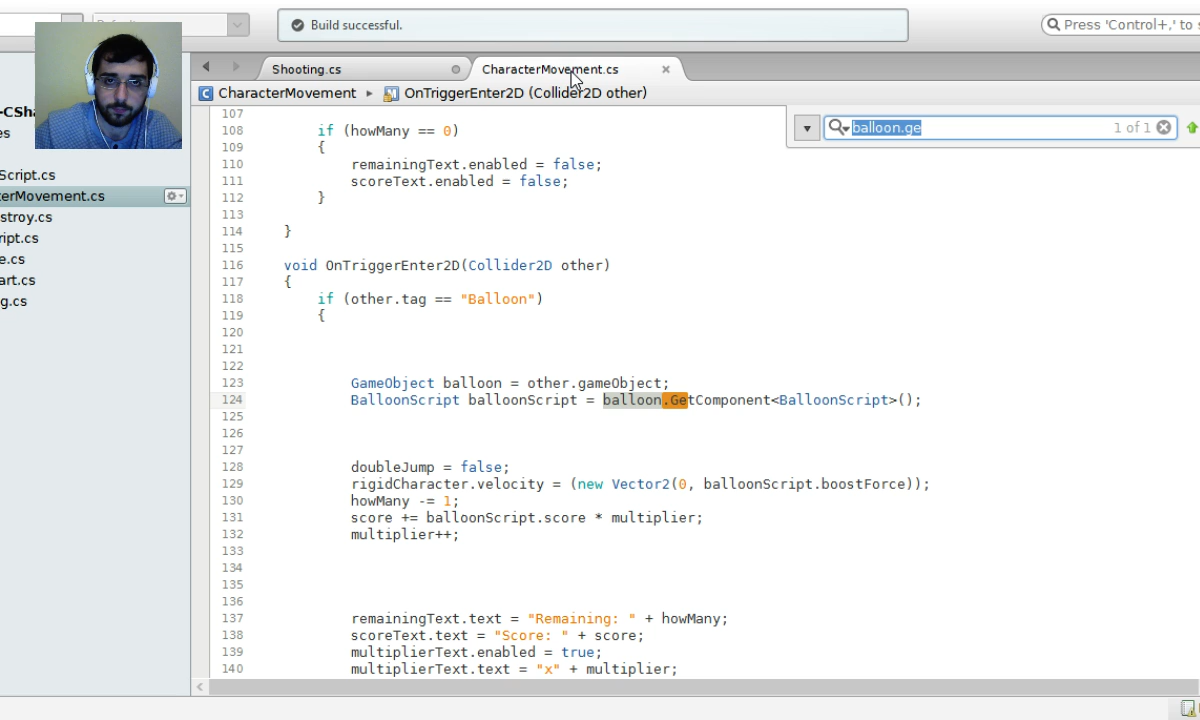 Build successful.
Press 'Control+,' to
Shooting.cs
CharacterMovement.cs
CharacterMovement
OnTriggerEnter2D (Collider2D other)
balloon.ge
1 of 1
-CSha
es
Script.cs
terMovement.cs
stroy.cs
ript.cs
e.cs
art.cs
g.cs
107
108 if (howMany == 0)
109 {
110 remainingText.enabled = false;
111 scoreText.enabled = false;
112 }
113
114 }
115
116 void OnTriggerEnter2D(Collider2D other)
117 {
118 if (other.tag == "Balloon")
119 {
120
121
122
123 GameObject balloon = other.gameObject;
124 BalloonScript balloonScript = balloon.GetComponent<BalloonScript>();
125
126
127
128 doubleJump = false;
129 rigidCharacter.velocity = (new Vector2(0, balloonScript.boostForce));
130 howMany -= 1;
131 score += balloonScript.score * multiplier;
132 multiplier++;
133
134
135
136
137 remainingText.text = "Remaining: " + howMany;
138 scoreText.text = "Score: " + score;
139 multiplierText.enabled = true;
140 multiplierText.text = "x" + multiplier;